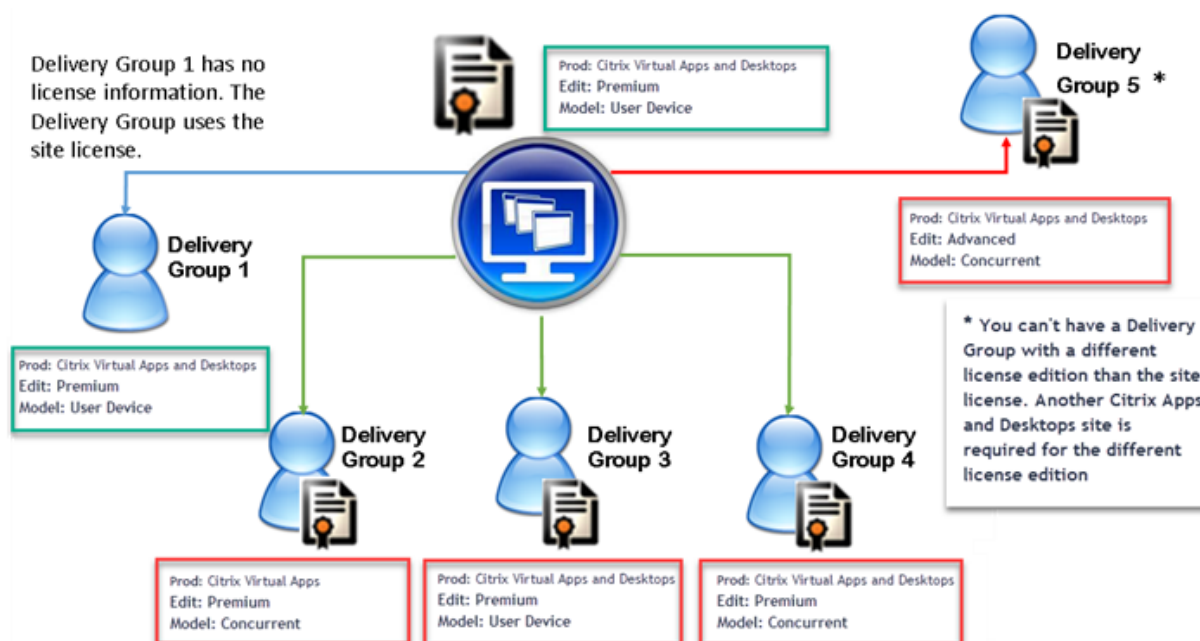 Delivery Group 1 has no
license information. The
Delivery Group uses the
site license.
Prod: Citrix Virtual Apps and Desktops
Edit: Premium
Model: User Device
Delivery
Group 5 *
Delivery
Group 1
Prod: Citrix Virtual Apps and Desktops
Edit: Advanced
Model: Concurrent
Prod: Citrix Virtual Apps and Desktops
Edit: Premium
Model: User Device
* You can't have a Delivery
Group with a different
license edition than the site
license. Another Citrix Apps
and Desktops site is
required for the different
license edition
Delivery
Group 2
Delivery
Group 3
Delivery
Group 4
Prod: Citrix Virtual Apps
Edit: Premium
Model: Concurrent
Prod: Citrix Virtual Apps and Desktops
Edit: Premium
Model: User Device
Prod: Citrix Virtual Apps and Desktops
Edit: Premium
Model: Concurrent